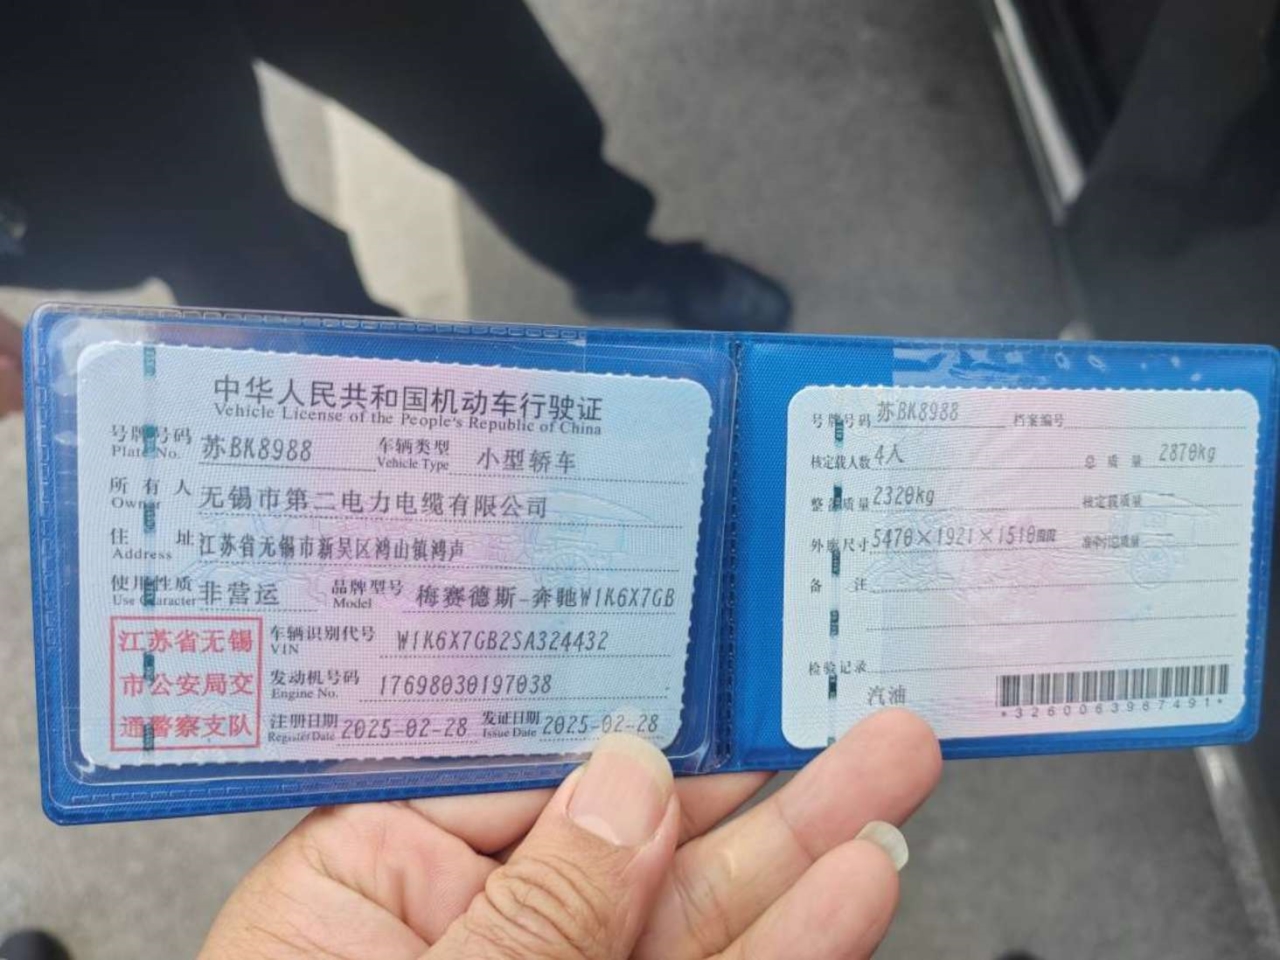 中华人民共和国机动车行驶证
Vehicle License of the People's Republic of China
号牌号码 苏BK8988 车辆类型 小型轿车
Plate No. Vehicle Type
所有人 无锡市第二电力电缆有限公司
Owner
住址 江苏省无锡市新吴区鸿山镇鸿声
Address
使用性质 非营运 品牌型号 梅赛德斯-奔驰W1K6X7GB
Use Character Model
江苏省无锡
市公安局交
通警察支队
车辆识别代号 W1K6X7GB2SA324432
VIN
发动机号码 17698030197038
Engine No.
注册日期 2025-02-28 发证日期 2025-02-28
Register Date Issue Date
号牌号码 苏BK8988 档案编号
核定载人数 4人 总质量 2870kg
整备质量 2320kg 核定载质量 --
外廓尺寸 5470×1921×1510mm 准牵引总质量 --
备注
检验记录
汽油
*3260063967491*